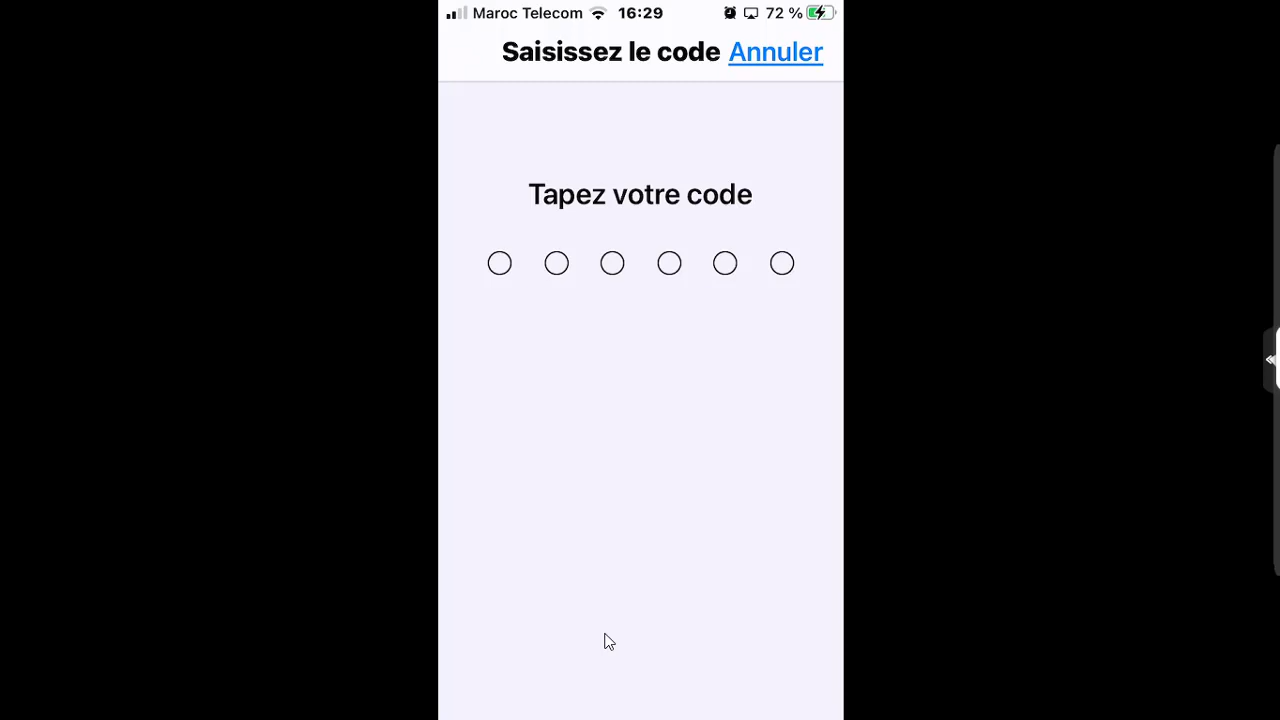 Maroc Telecom 16:29 72 %
Saisissez le code Annuler
Tapez votre code